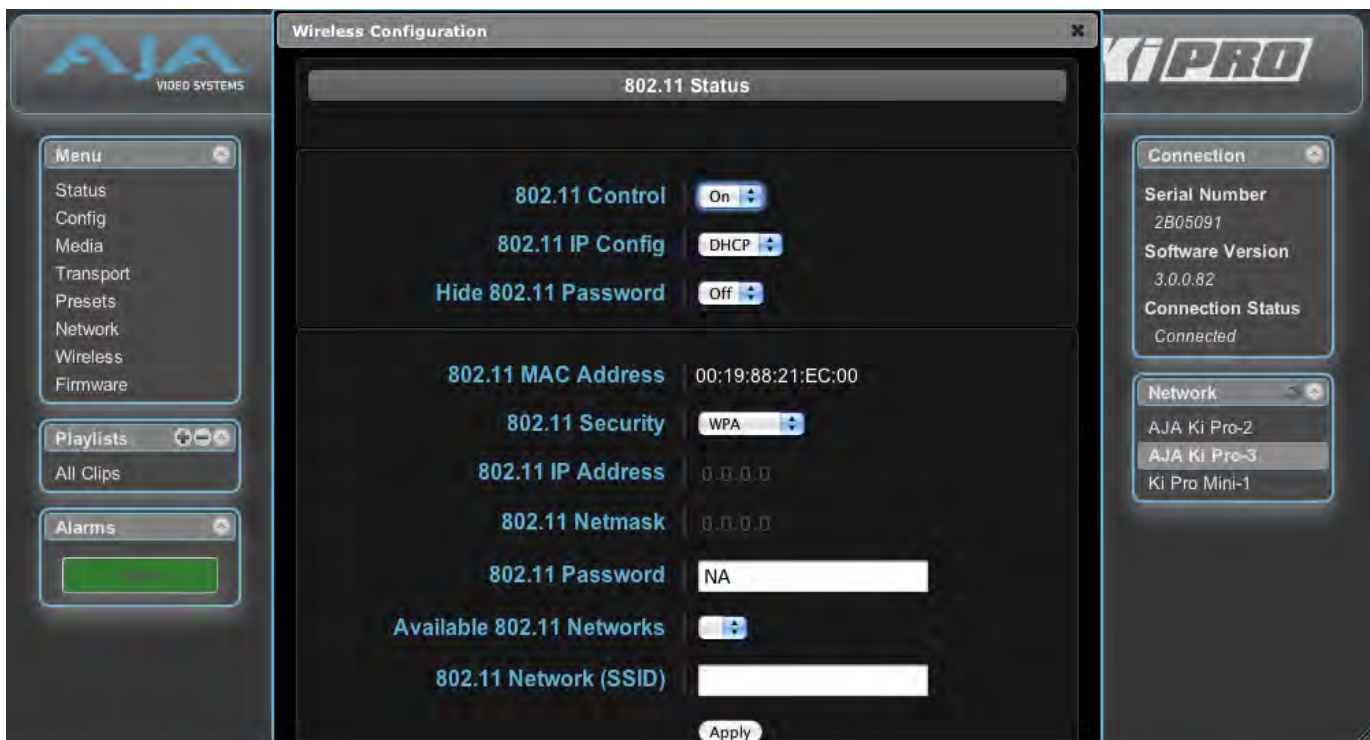 AJA
VIDEO SYSTEMS
Wireless Configuration
Ki PRO
802.11 Status
Menu
Status
Config
Media
Transport
Presets
Network
Wireless
Firmware
Playlists
All Clips
Alarms
802.11 Control On
802.11 IP Config DHCP
Hide 802.11 Password Off
802.11 MAC Address 00:19:88:21:EC:00
802.11 Security WPA
802.11 IP Address 0.0.0.0
802.11 Netmask 0.0.0.0
802.11 Password NA
Available 802.11 Networks
802.11 Network (SSID)
Apply
Connection
Serial Number
2B05091
Software Version
3.0.0.82
Connection Status
Connected
Network
AJA Ki Pro-2
AJA Ki Pro-3
Ki Pro Mini-1